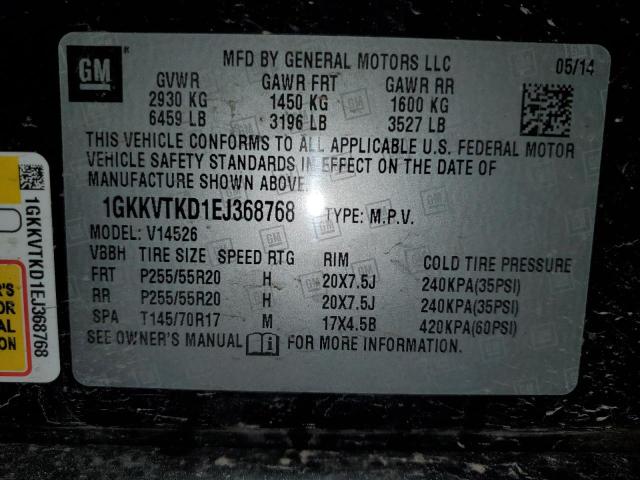 GM
MFD BY GENERAL MOTORS LLC 05/14
GVWR GAWR FRT GAWR RR
2930 KG 1450 KG 1600 KG
6459 LB 3196 LB 3527 LB
THIS VEHICLE CONFORMS TO ALL APPLICABLE U.S. FEDERAL MOTOR
VEHICLE SAFETY STANDARDS IN EFFECT ON THE DATE OF
MANUFACTURE SHOWN ABOVE.
1GKKVTKD1EJ368768 TYPE: M.P.V.
MODEL: V14526
VBBH TIRE SIZE SPEED RTG RIM COLD TIRE PRESSURE
FRT P255/55R20 H 20X7.5J 240KPA(35PSI)
RR P255/55R20 H 20X7.5J 240KPA(35PSI)
SPA T145/70R17 M 17X4.5B 420KPA(60PSI)
SEE OWNER'S MANUAL FOR MORE INFORMATION.
1GKKVTKD1EJ368768